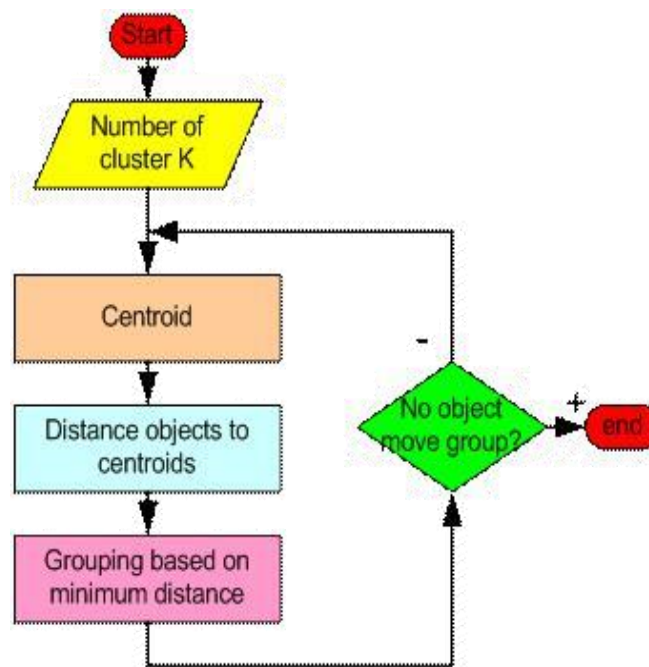 Start
Number of
cluster K
Centroid
Distance objects to
centroids
Grouping based on
minimum distance
-
No object
move group?
+
end